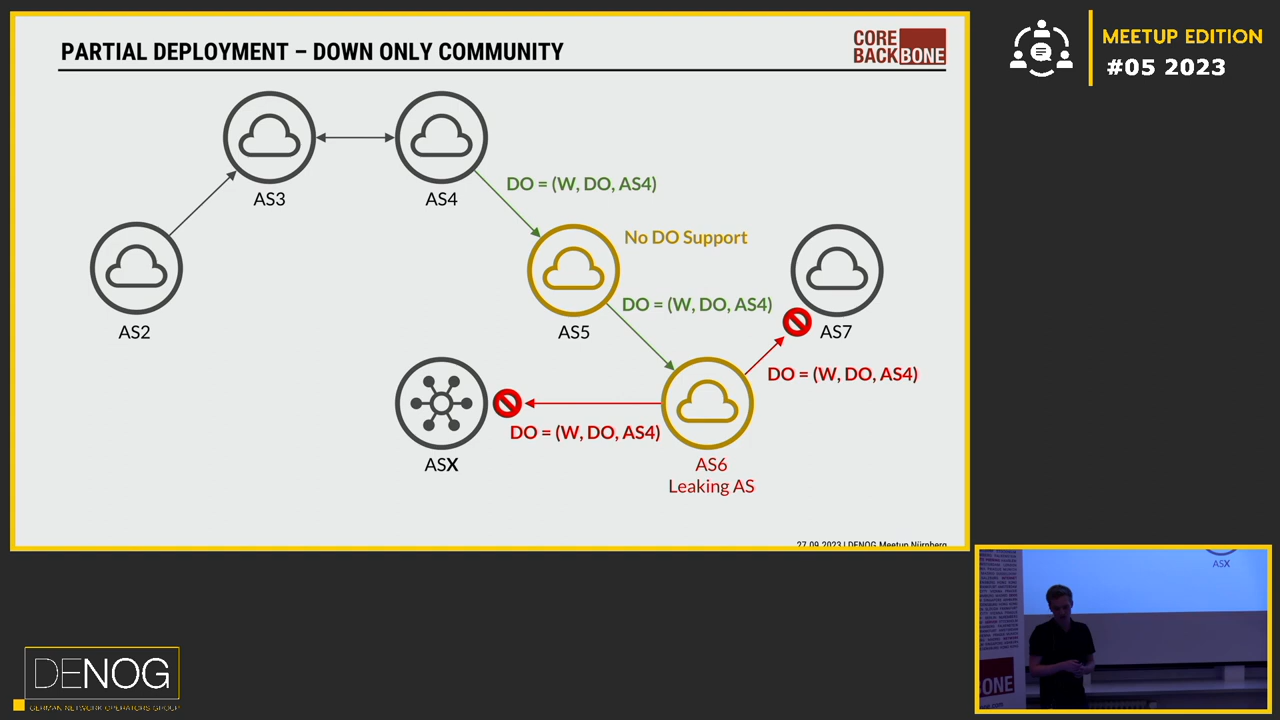 PARTIAL DEPLOYMENT – DOWN ONLY COMMUNITY
CORE
BACKBONE
MEETUP EDITION
#05 2023
AS3
AS4
DO = (W, DO, AS4)
No DO Support
AS2
AS5
DO = (W, DO, AS4)
AS7
DO = (W, DO, AS4)
DO = (W, DO, AS4)
ASX
AS6
Leaking AS
27.09.2023 | DENOG Meetup Nürnberg
ASX
ONE
DENOG
GERMAN NETWORK OPERATORS GROUP